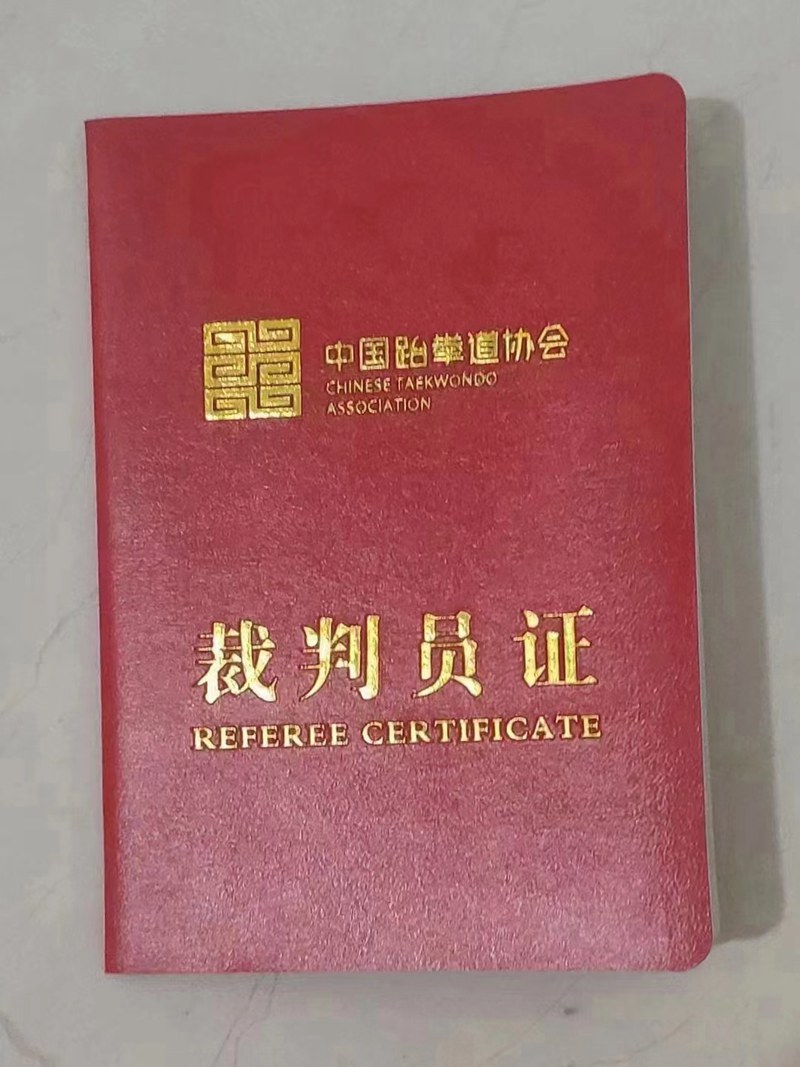 中国跆拳道协会
CHINESE TAEKWONDO
ASSOCIATION
裁判员证
REFEREE CERTIFICATE